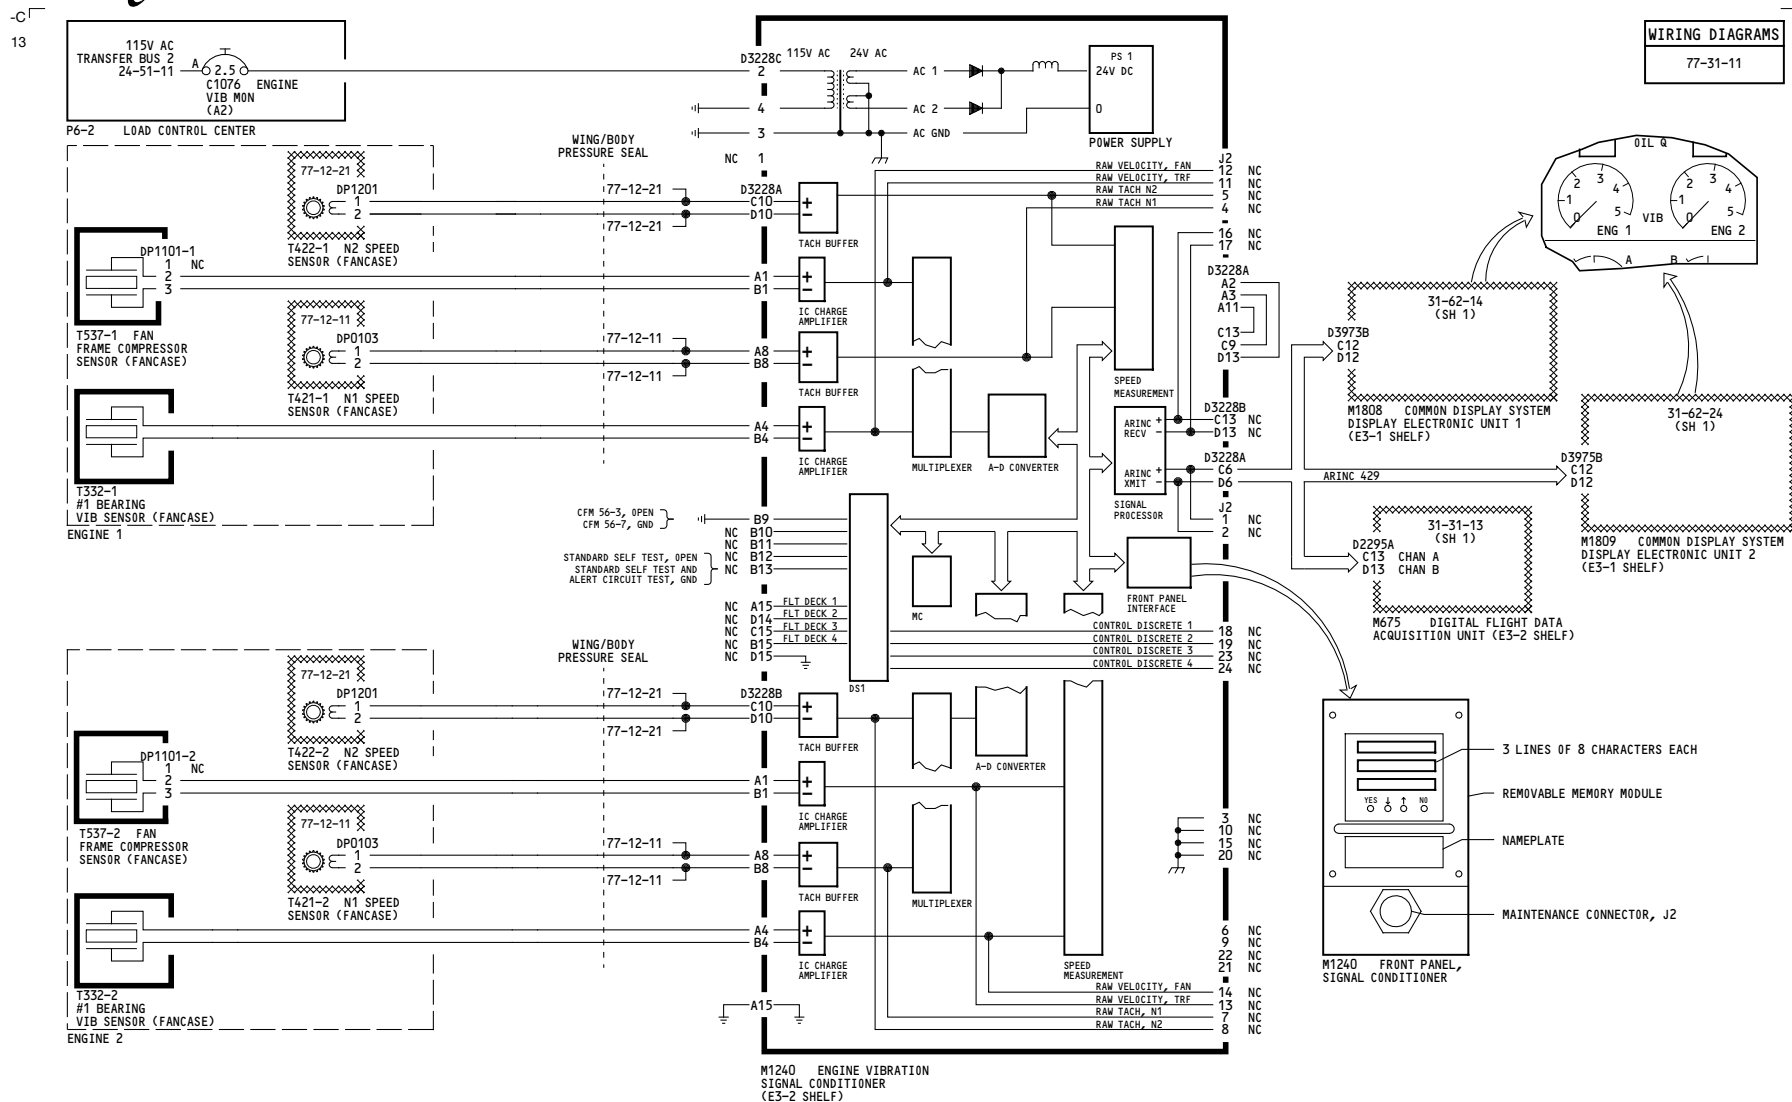 -C
13
WIRING DIAGRAMS
77-31-11
115V AC
TRANSFER BUS 2
24-51-11
A
2.5
C1076 ENGINE
VIB MON
(A2)
P6-2 LOAD CONTROL CENTER
D3228C
2
4
3
NC 1
115V AC 24V AC
AC 1
AC 2
AC GND
PS 1
24V DC
0
POWER SUPPLY
WING/BODY
PRESSURE SEAL
77-12-21
DP1201
1
2
T422-1 N2 SPEED
SENSOR (FANCASE)
77-12-21
77-12-21
D3228A
C10
D10
+
-
TACH BUFFER
DP1101-1
1 NC
2
3
T537-1 FAN
FRAME COMPRESSOR
SENSOR (FANCASE)
A1
B1
+
-
IC CHARGE
AMPLIFIER
77-12-11
DP0103
1
2
T421-1 N1 SPEED
SENSOR (FANCASE)
77-12-11
77-12-11
A8
B8
+
-
TACH BUFFER
T332-1
#1 BEARING
VIB SENSOR (FANCASE)
ENGINE 1
A4
B4
+
-
IC CHARGE
AMPLIFIER
MULTIPLEXER
A-D CONVERTER
SPEED
MEASUREMENT
ARINC +
RECV -
ARINC +
XMIT -
SIGNAL
PROCESSOR
J2
RAW VELOCITY, FAN 12 NC
RAW VELOCITY, TRF 11 NC
RAW TACH N2 5 NC
RAW TACH N1 4 NC
16 NC
17 NC
D3228A
A2
A3
A11
C13
C9
D13
D3228B
C13 NC
D13 NC
D3228A
C6
D6
J2
1 NC
2 NC
ARINC 429
OIL Q
0 1 2 3 4 5
VIB
0 1 2 3 4 5
ENG 1 ENG 2
A B
31-62-14
(SH 1)
D3973B
C12
D12
M1808 COMMON DISPLAY SYSTEM
DISPLAY ELECTRONIC UNIT 1
(E3-1 SHELF)
31-62-24
(SH 1)
D3975B
C12
D12
M1809 COMMON DISPLAY SYSTEM
DISPLAY ELECTRONIC UNIT 2
(E3-1 SHELF)
31-31-13
(SH 1)
D2295A
C13 CHAN A
D13 CHAN B
M675 DIGITAL FLIGHT DATA
ACQUISITION UNIT (E3-2 SHELF)
CFM 56-3, OPEN
CFM 56-7, GND
STANDARD SELF TEST, OPEN
STANDARD SELF TEST AND
ALERT CIRCUIT TEST, GND
B9
NC B10
NC B11
NC B12
NC B13
NC A15 FLT DECK 1
NC D14 FLT DECK 2
NC C15 FLT DECK 3
NC B15 FLT DECK 4
NC D15
DS1
MC
FRONT PANEL
INTERFACE
CONTROL DISCRETE 1 18 NC
CONTROL DISCRETE 2 19 NC
CONTROL DISCRETE 3 23 NC
CONTROL DISCRETE 4 24 NC
WING/BODY
PRESSURE SEAL
77-12-21
DP1201
1
2
T422-2 N2 SPEED
SENSOR (FANCASE)
77-12-21
77-12-21
D3228B
C10
D10
+
-
TACH BUFFER
A-D CONVERTER
DP1101-2
1 NC
2
3
T537-2 FAN
FRAME COMPRESSOR
SENSOR (FANCASE)
A1
B1
+
-
IC CHARGE
AMPLIFIER
77-12-11
DP0103
1
2
T421-2 N1 SPEED
SENSOR (FANCASE)
77-12-11
77-12-11
A8
B8
+
-
TACH BUFFER
MULTIPLEXER
T332-2
#1 BEARING
VIB SENSOR (FANCASE)
ENGINE 2
A4
B4
+
-
IC CHARGE
AMPLIFIER
SPEED
MEASUREMENT
A15
3 NC
10 NC
15 NC
20 NC
6 NC
9 NC
22 NC
21 NC
RAW VELOCITY, FAN 14 NC
RAW VELOCITY, TRF 13 NC
RAW TACH, N1 7 NC
RAW TACH, N2 8 NC
M1240 ENGINE VIBRATION
SIGNAL CONDITIONER
(E3-2 SHELF)
YES ↓ ↑ NO
3 LINES OF 8 CHARACTERS EACH
REMOVABLE MEMORY MODULE
NAMEPLATE
MAINTENANCE CONNECTOR, J2
M1240 FRONT PANEL,
SIGNAL CONDITIONER